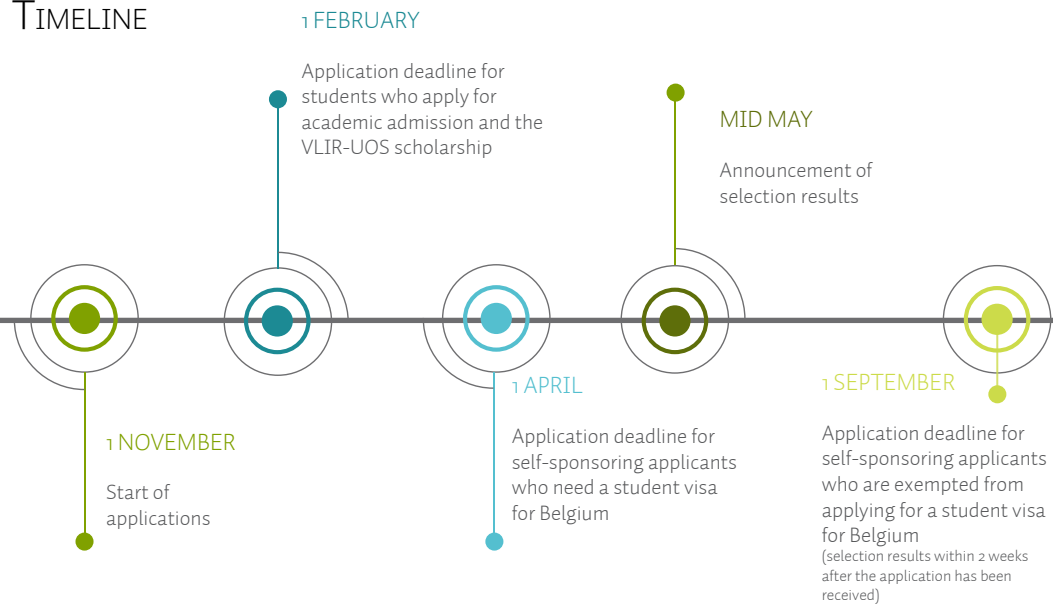 TIMELINE
1 NOVEMBER
Start of
applications
1 FEBRUARY
Application deadline for
students who apply for
academic admission and the
VLIR-UOS scholarship
1 APRIL
Application deadline for
self-sponsoring applicants
who need a student visa
for Belgium
MID MAY
Announcement of
selection results
1 SEPTEMBER
Application deadline for
self-sponsoring applicants
who are exempted from
applying for a student visa
for Belgium
(selection results within 2 weeks
after the application has been
received)